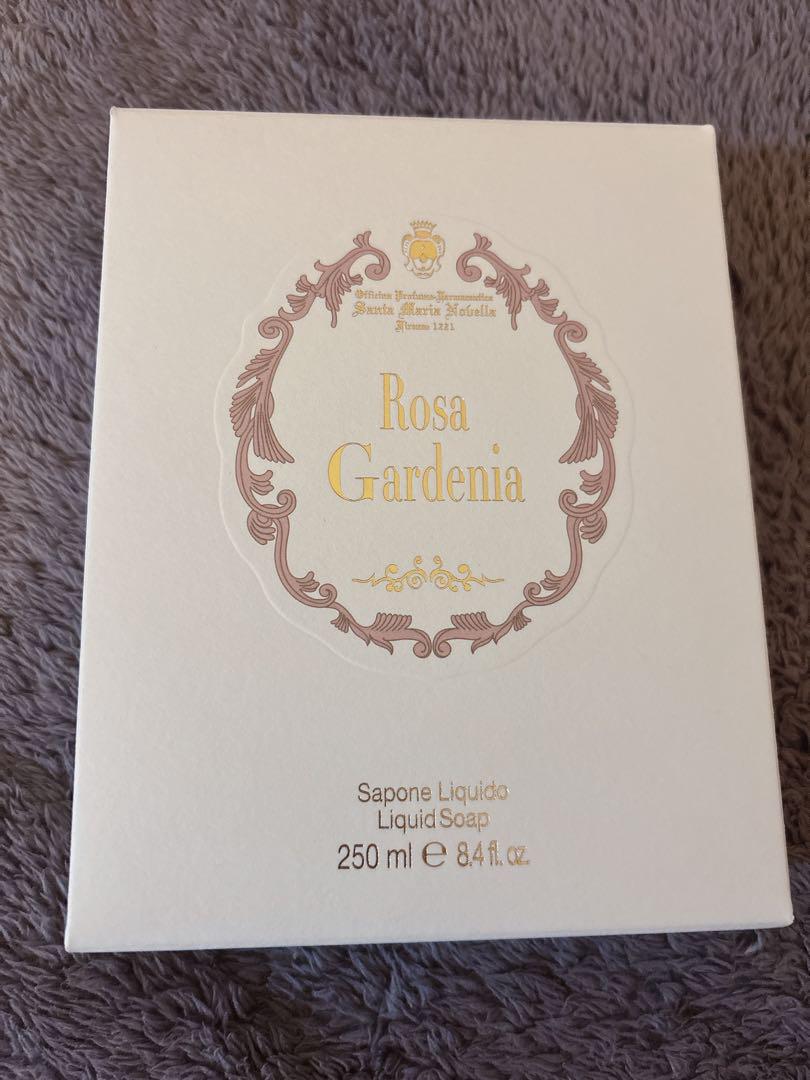 Officina Profumo-Farmaceutica
Santa Maria Novella
Firenze 1221
Rosa
Gardenia
Sapone Liquido
Liquid Soap
250 ml ℮ 8.4 fl. oz.